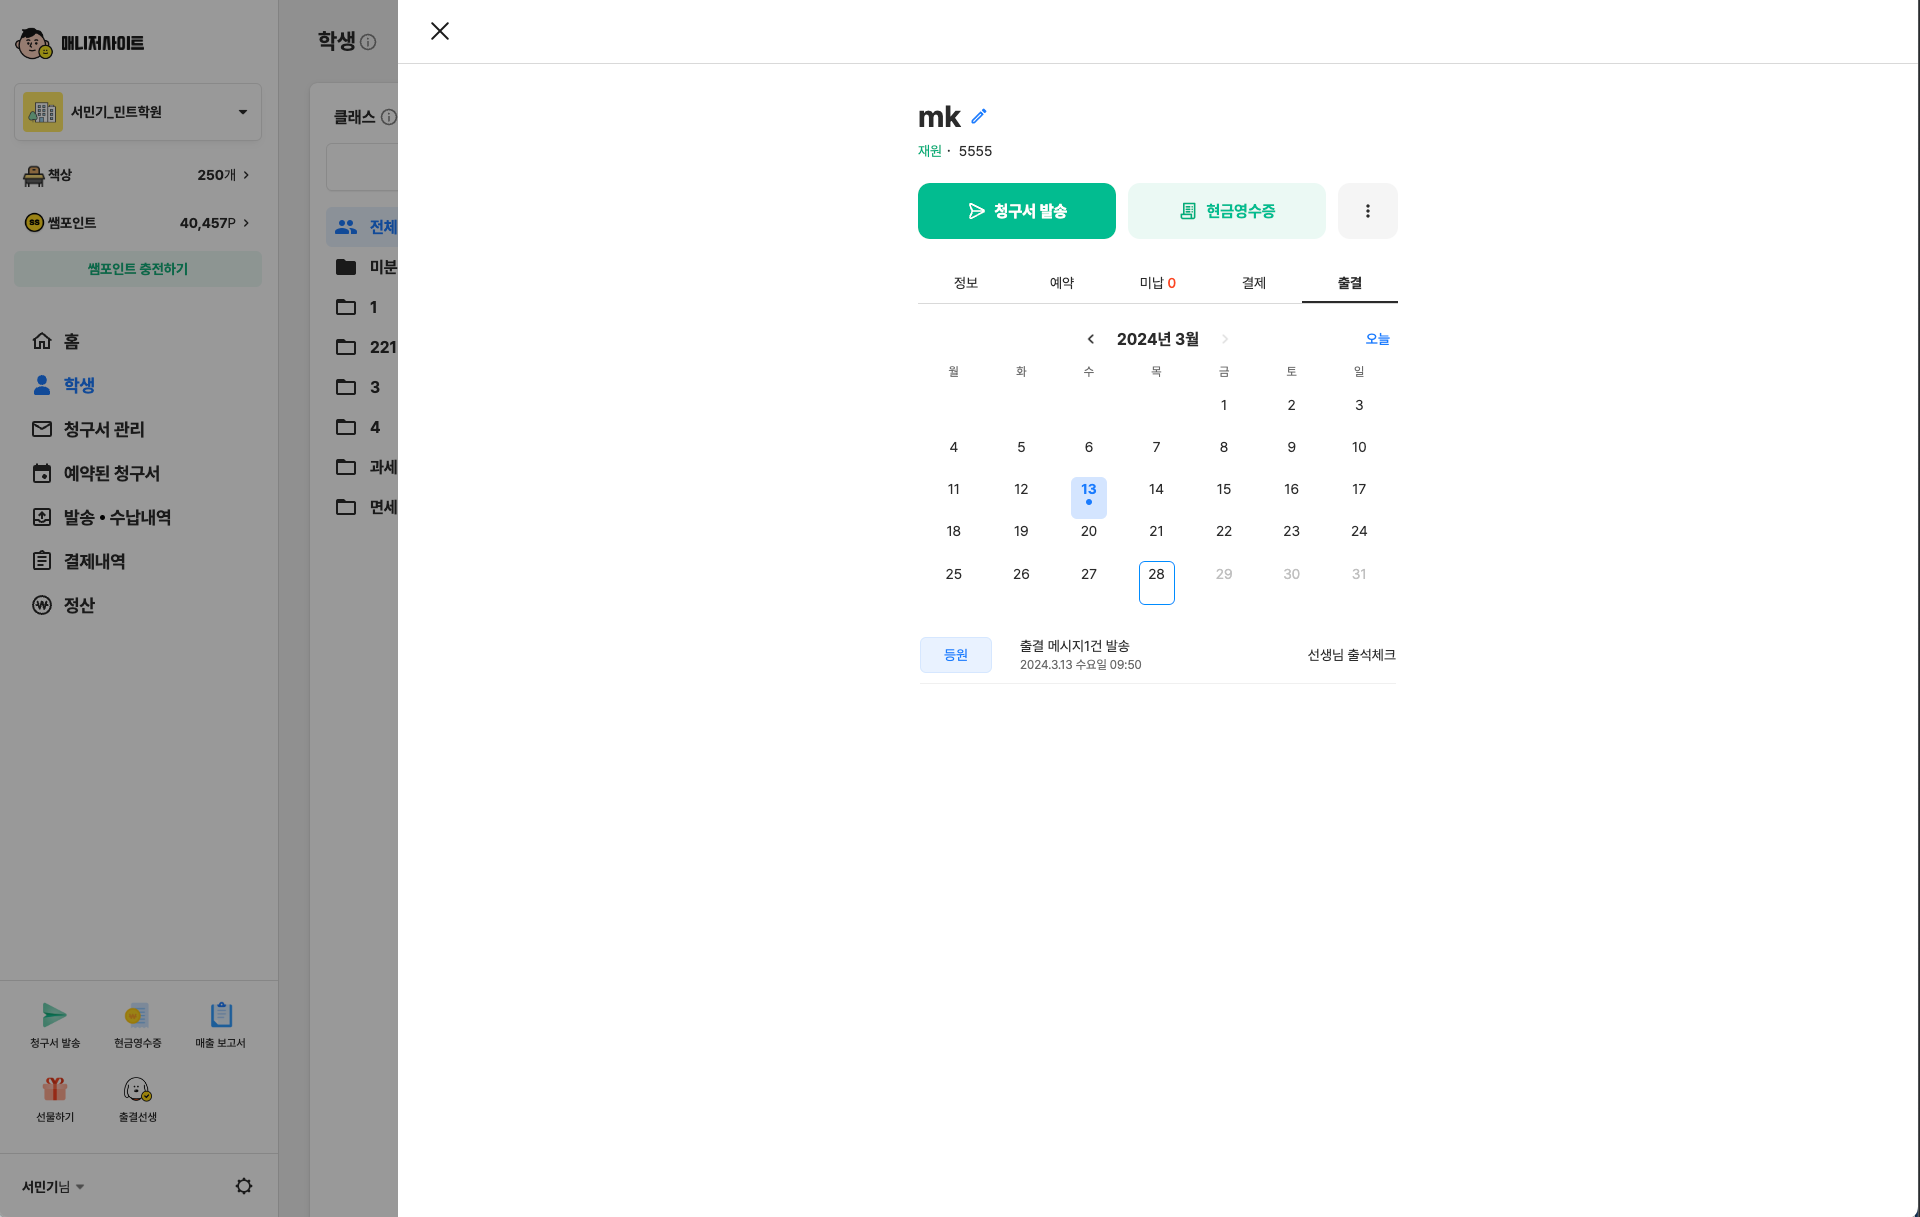 매니저사이트
서민기_민트학원
책상 250개
SS 쌤포인트 40,457P
쌤포인트 충전하기
홈
학생
청구서 관리
예약된 청구서
발송 • 수납내역
결제내역
정산
청구서 발송 현금영수증 매출 보고서
선물하기 출결선생
서민기님
학생
클래스
전체
미분
1
221
3
4
과세
면세
mk
재원 · 5555
청구서 발송 현금영수증
정보 예약 미납 0 결제 출결
2024년 3월 오늘
월 화 수 목 금 토 일
1 2 3
4 5 6 7 8 9 10
11 12 13 14 15 16 17
18 19 20 21 22 23 24
25 26 27 28 29 30 31
등원
출결 메시지1건 발송
2024.3.13 수요일 09:50
선생님 출석체크